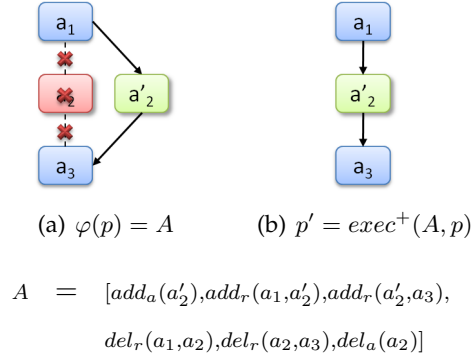 a₁ a₁
a₂ a'₂ a'₂
a₃ a₃
(a) φ(p) = A (b) p′ = exec⁺(A, p)
A = [addₐ(a′₂),addᵣ(a₁,a′₂),addᵣ(a′₂,a₃),
delᵣ(a₁,a₂),delᵣ(a₂,a₃),delₐ(a₂)]